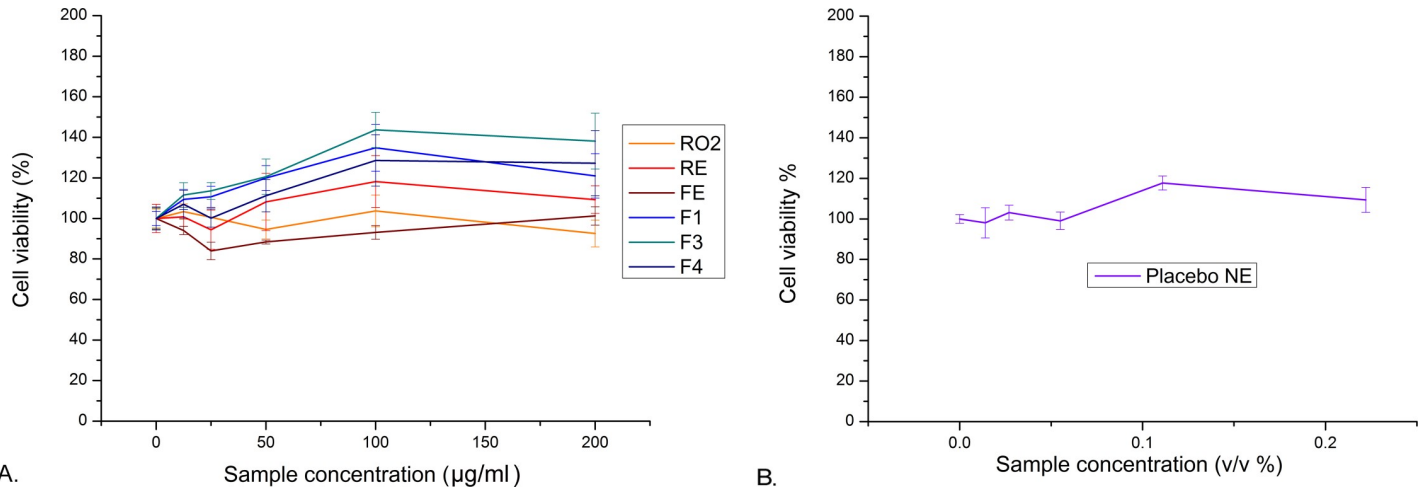 200
180
160
140
120
100
80
60
40
20
0
Cell viability (%)
0
50
100
150
200
Sample concentration (µg/ml)
RO2
RE
FE
F1
F3
F4
A.
200
180
160
140
120
100
80
60
40
20
0
Cell viability %
0.0
0.1
0.2
Sample concentration (v/v %)
Placebo NE
B.